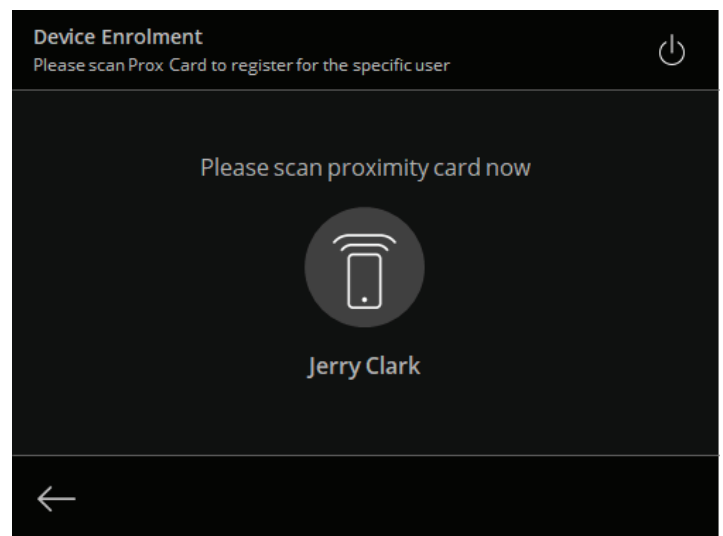 Device Enrolment
Please scan Prox Card to register for the specific user
Please scan proximity card now
Jerry Clark